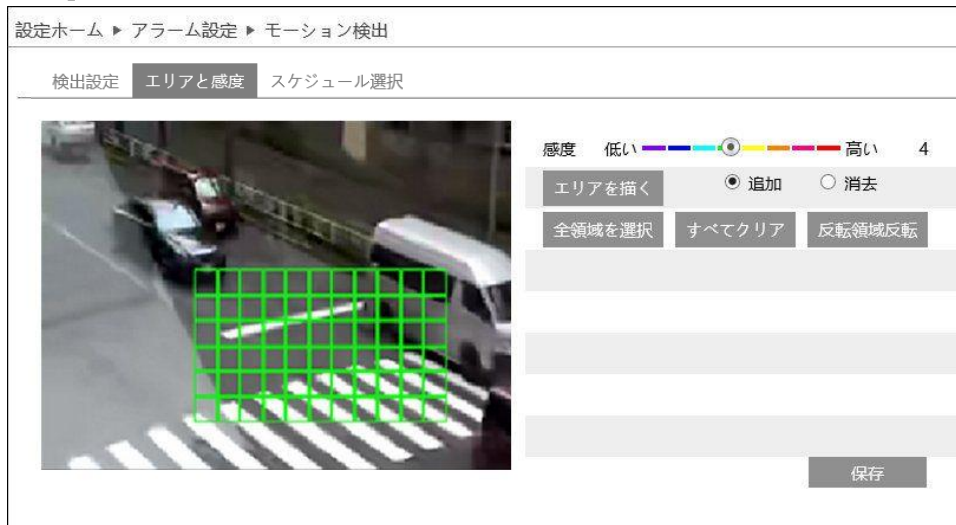 設定ホーム ▶ アラーム設定 ▶ モーション検出
検出設定 エリアと感度 スケジュール選択
感度 低い 高い 4
エリアを描く 追加 消去
全領域を選択 すべてクリア 反転領域反転
保存